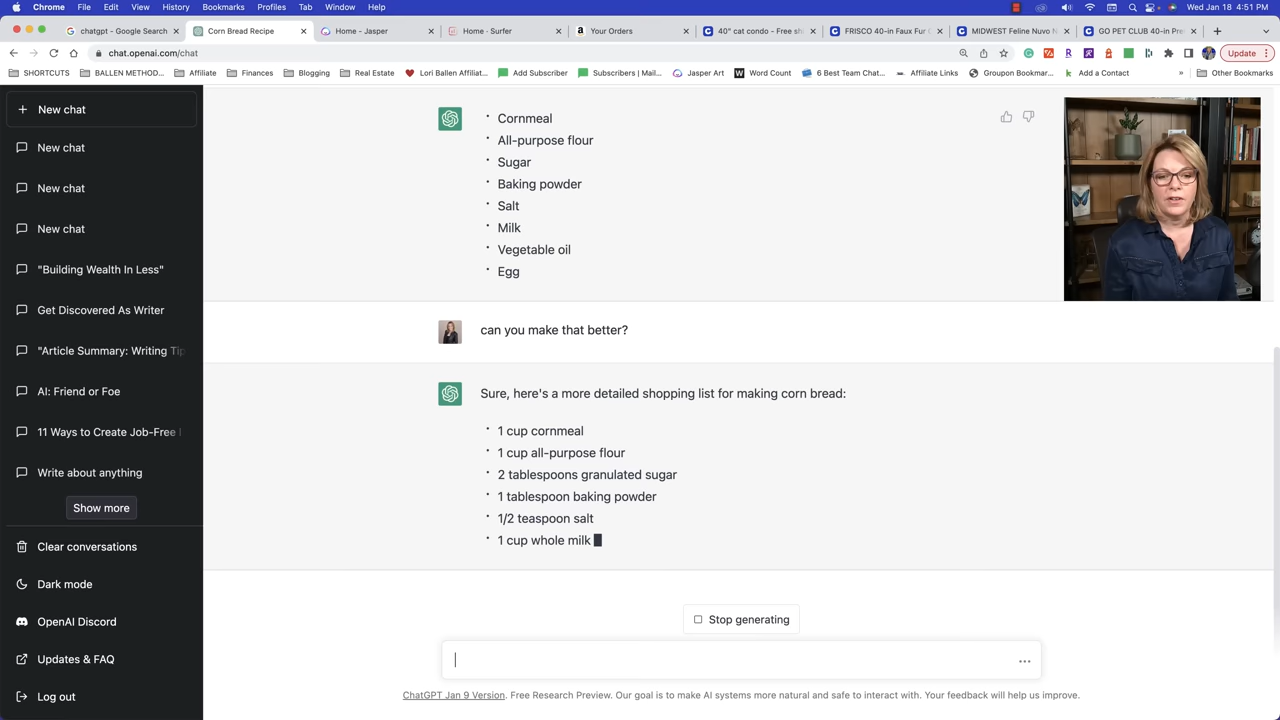 Chrome File Edit View History Bookmarks Profiles Tab Window Help
Wed Jan 18 4:51 PM
chatgpt - Google Search
Corn Bread Recipe
Home - Jasper
Home · Surfer
Your Orders
40" cat condo - Free sh
FRISCO 40-in Faux Fur C
MIDWEST Feline Nuvo N
GO PET CLUB 40-in Pre
chat.openai.com/chat
Update
SHORTCUTS
BALLEN METHOD...
Affiliate
Finances
Blogging
Real Estate
Lori Ballen Affiliat...
Add Subscriber
Subscribers | Mail...
Jasper Art
Word Count
6 Best Team Chat...
Affiliate Links
Groupon Bookmar...
Add a Contact
»
Other Bookmarks
+ New chat
New chat
New chat
New chat
"Building Wealth In Less"
Get Discovered As Writer
"Article Summary: Writing Tip
AI: Friend or Foe
11 Ways to Create Job-Free I
Write about anything
Show more
Clear conversations
Dark mode
OpenAI Discord
Updates & FAQ
Log out
• Cornmeal
• All-purpose flour
• Sugar
• Baking powder
• Salt
• Milk
• Vegetable oil
• Egg
can you make that better?
Sure, here's a more detailed shopping list for making corn bread:
• 1 cup cornmeal
• 1 cup all-purpose flour
• 2 tablespoons granulated sugar
• 1 tablespoon baking powder
• 1/2 teaspoon salt
• 1 cup whole milk
Stop generating
...
ChatGPT Jan 9 Version. Free Research Preview. Our goal is to make AI systems more natural and safe to interact with. Your feedback will help us improve.